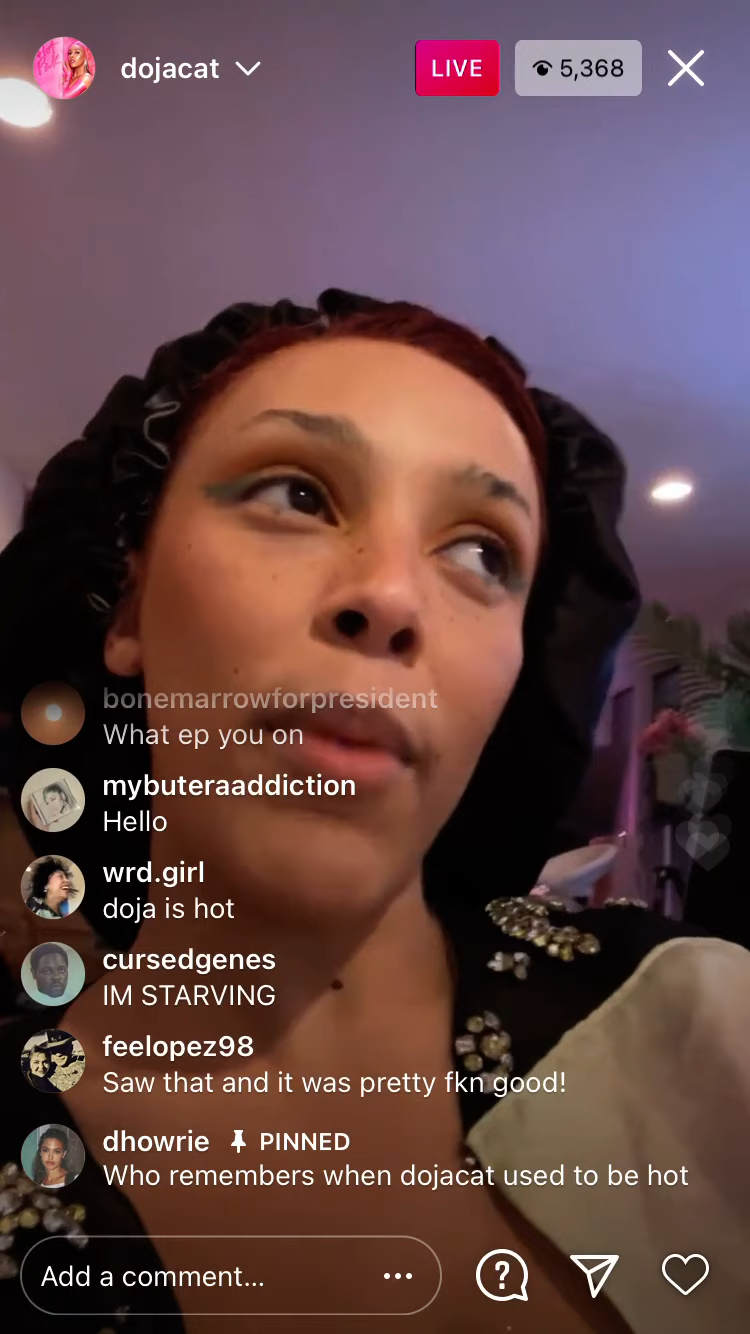 dojacat
LIVE
5,368
bonemarrowforpresident
What ep you on
mybuteraaddiction
Hello
wrd.girl
doja is hot
cursedgenes
IM STARVING
feelopez98
Saw that and it was pretty fkn good!
dhowrie PINNED
Who remembers when dojacat used to be hot
Add a comment...